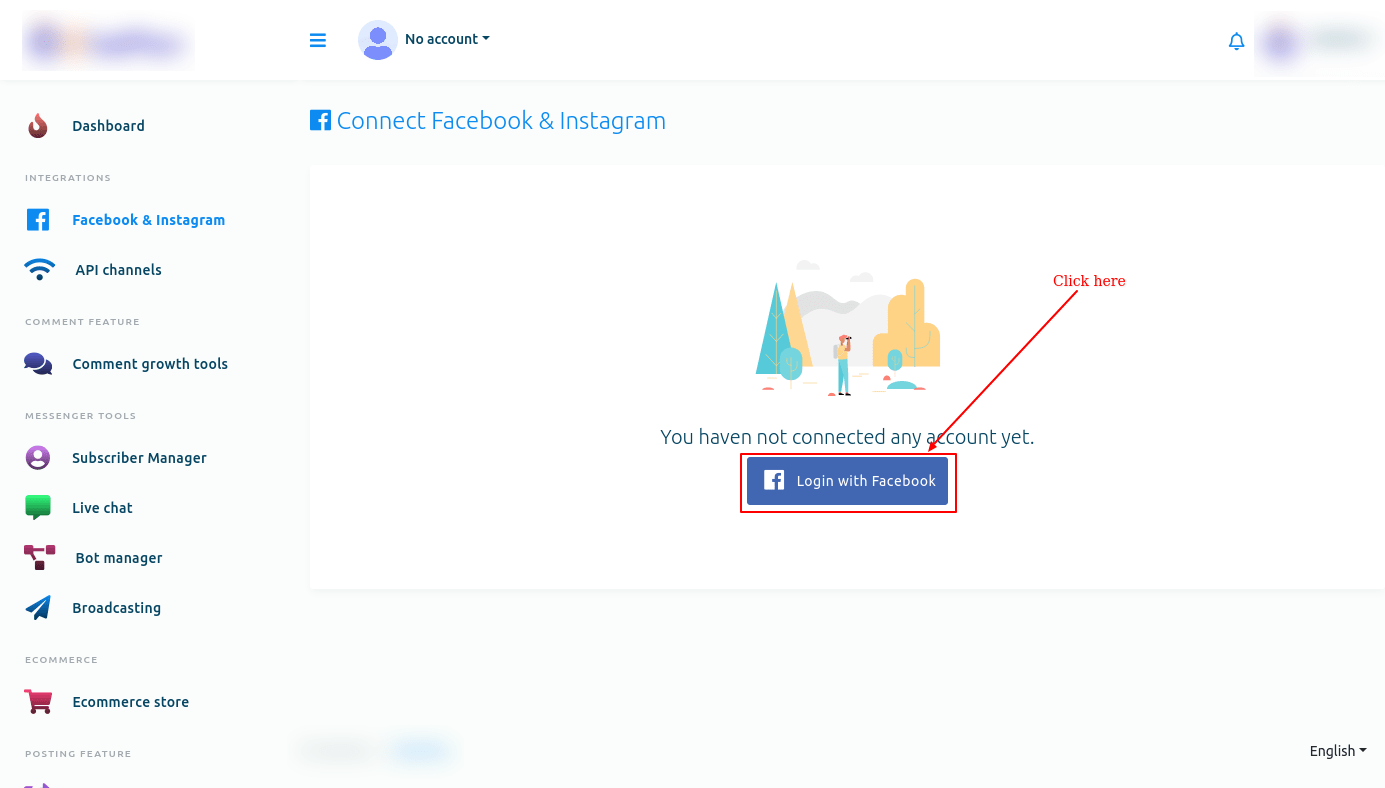 No account
Connect Facebook & Instagram
Dashboard
INTEGRATIONS
Facebook & Instagram
API channels
COMMENT FEATURE
Comment growth tools
MESSENGER TOOLS
Subscriber Manager
Live chat
Bot manager
Broadcasting
ECOMMERCE
Ecommerce store
POSTING FEATURE
Click here
You haven not connected any account yet.
Login with Facebook
English